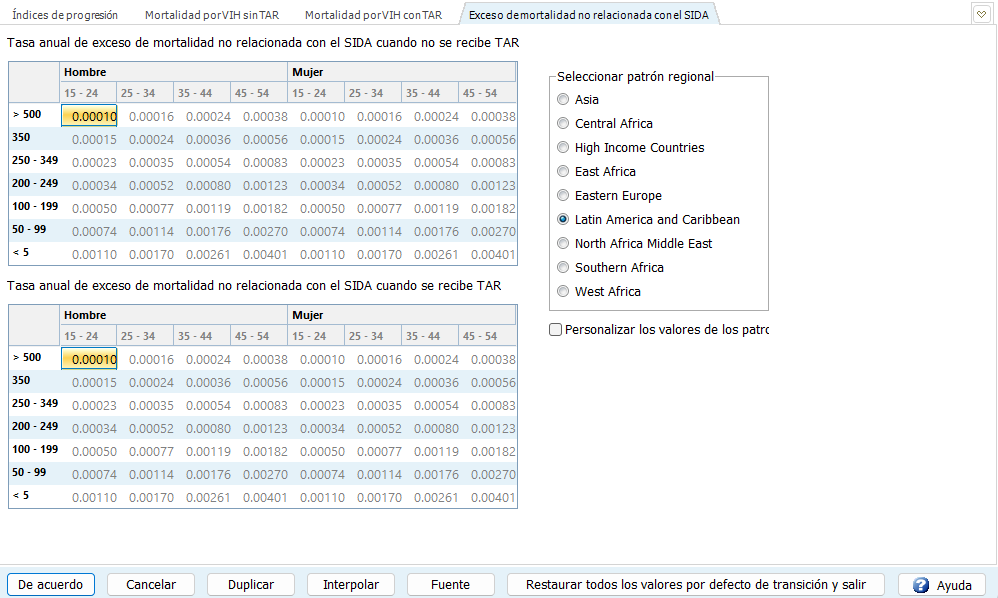 Índices de progresión Mortalidad por VIH sin TAR Mortalidad por VIH con TAR Exceso de mortalidad no relacionada con el SIDA
Tasa anual de exceso de mortalidad no relacionada con el SIDA cuando no se recibe TAR
Hombre Mujer
15 - 24 25 - 34 35 - 44 45 - 54 15 - 24 25 - 34 35 - 44 45 - 54
> 500 0.00010 0.00016 0.00024 0.00038 0.00010 0.00016 0.00024 0.00038
350 0.00015 0.00024 0.00036 0.00056 0.00015 0.00024 0.00036 0.00056
250 - 349 0.00023 0.00035 0.00054 0.00083 0.00023 0.00035 0.00054 0.00083
200 - 249 0.00034 0.00052 0.00080 0.00123 0.00034 0.00052 0.00080 0.00123
100 - 199 0.00050 0.00077 0.00119 0.00182 0.00050 0.00077 0.00119 0.00182
50 - 99 0.00074 0.00114 0.00176 0.00270 0.00074 0.00114 0.00176 0.00270
< 5 0.00110 0.00170 0.00261 0.00401 0.00110 0.00170 0.00261 0.00401
Tasa anual de exceso de mortalidad no relacionada con el SIDA cuando se recibe TAR
Hombre Mujer
15 - 24 25 - 34 35 - 44 45 - 54 15 - 24 25 - 34 35 - 44 45 - 54
> 500 0.00010 0.00016 0.00024 0.00038 0.00010 0.00016 0.00024 0.00038
350 0.00015 0.00024 0.00036 0.00056 0.00015 0.00024 0.00036 0.00056
250 - 349 0.00023 0.00035 0.00054 0.00083 0.00023 0.00035 0.00054 0.00083
200 - 249 0.00034 0.00052 0.00080 0.00123 0.00034 0.00052 0.00080 0.00123
100 - 199 0.00050 0.00077 0.00119 0.00182 0.00050 0.00077 0.00119 0.00182
50 - 99 0.00074 0.00114 0.00176 0.00270 0.00074 0.00114 0.00176 0.00270
< 5 0.00110 0.00170 0.00261 0.00401 0.00110 0.00170 0.00261 0.00401
Seleccionar patrón regional
Asia
Central Africa
High Income Countries
East Africa
Eastern Europe
Latin America and Caribbean
North Africa Middle East
Southern Africa
West Africa
Personalizar los valores de los patro
De acuerdo Cancelar Duplicar Interpolar Fuente Restaurar todos los valores por defecto de transición y salir ? Ayuda